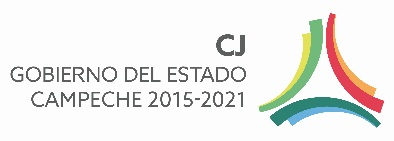 CJ
GOBIERNO DEL ESTADO
CAMPECHE 2015-2021